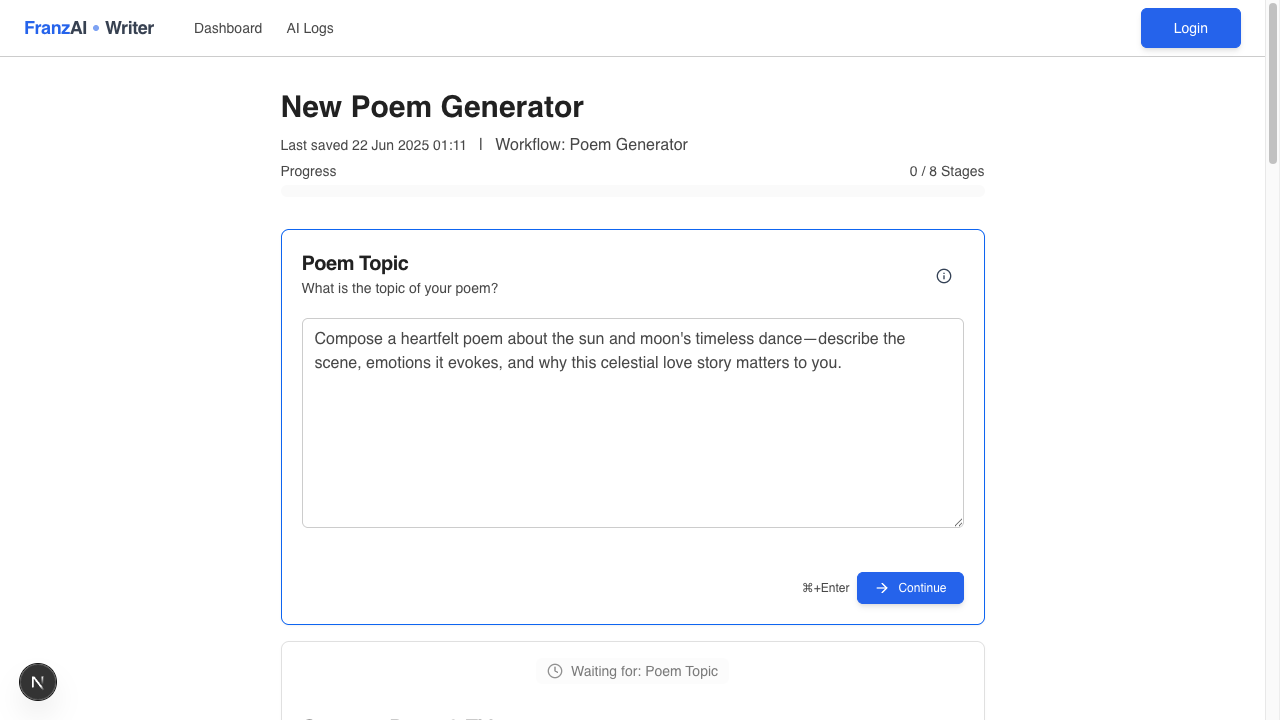 FranzAI • Writer
Dashboard
AI Logs
Login
New Poem Generator
Last saved 22 Jun 2025 01:11 | Workflow: Poem Generator
Progress
0 / 8 Stages
Poem Topic
What is the topic of your poem?
Compose a heartfelt poem about the sun and moon's timeless dance—describe the
scene, emotions it evokes, and why this celestial love story matters to you.
⌘+Enter
Continue
Waiting for: Poem Topic
N